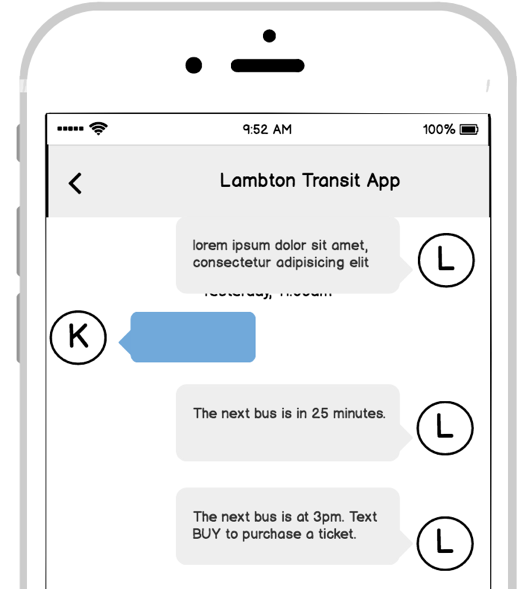 9:52 AM
100%
Lambton Transit App
lorem ipsum dolor sit amet,
consectetur adipisicing elit
L
Yesterday,
K
The next bus is in 25 minutes.
L
The next bus is at 3pm. Text
BUY to purchase a ticket.
L